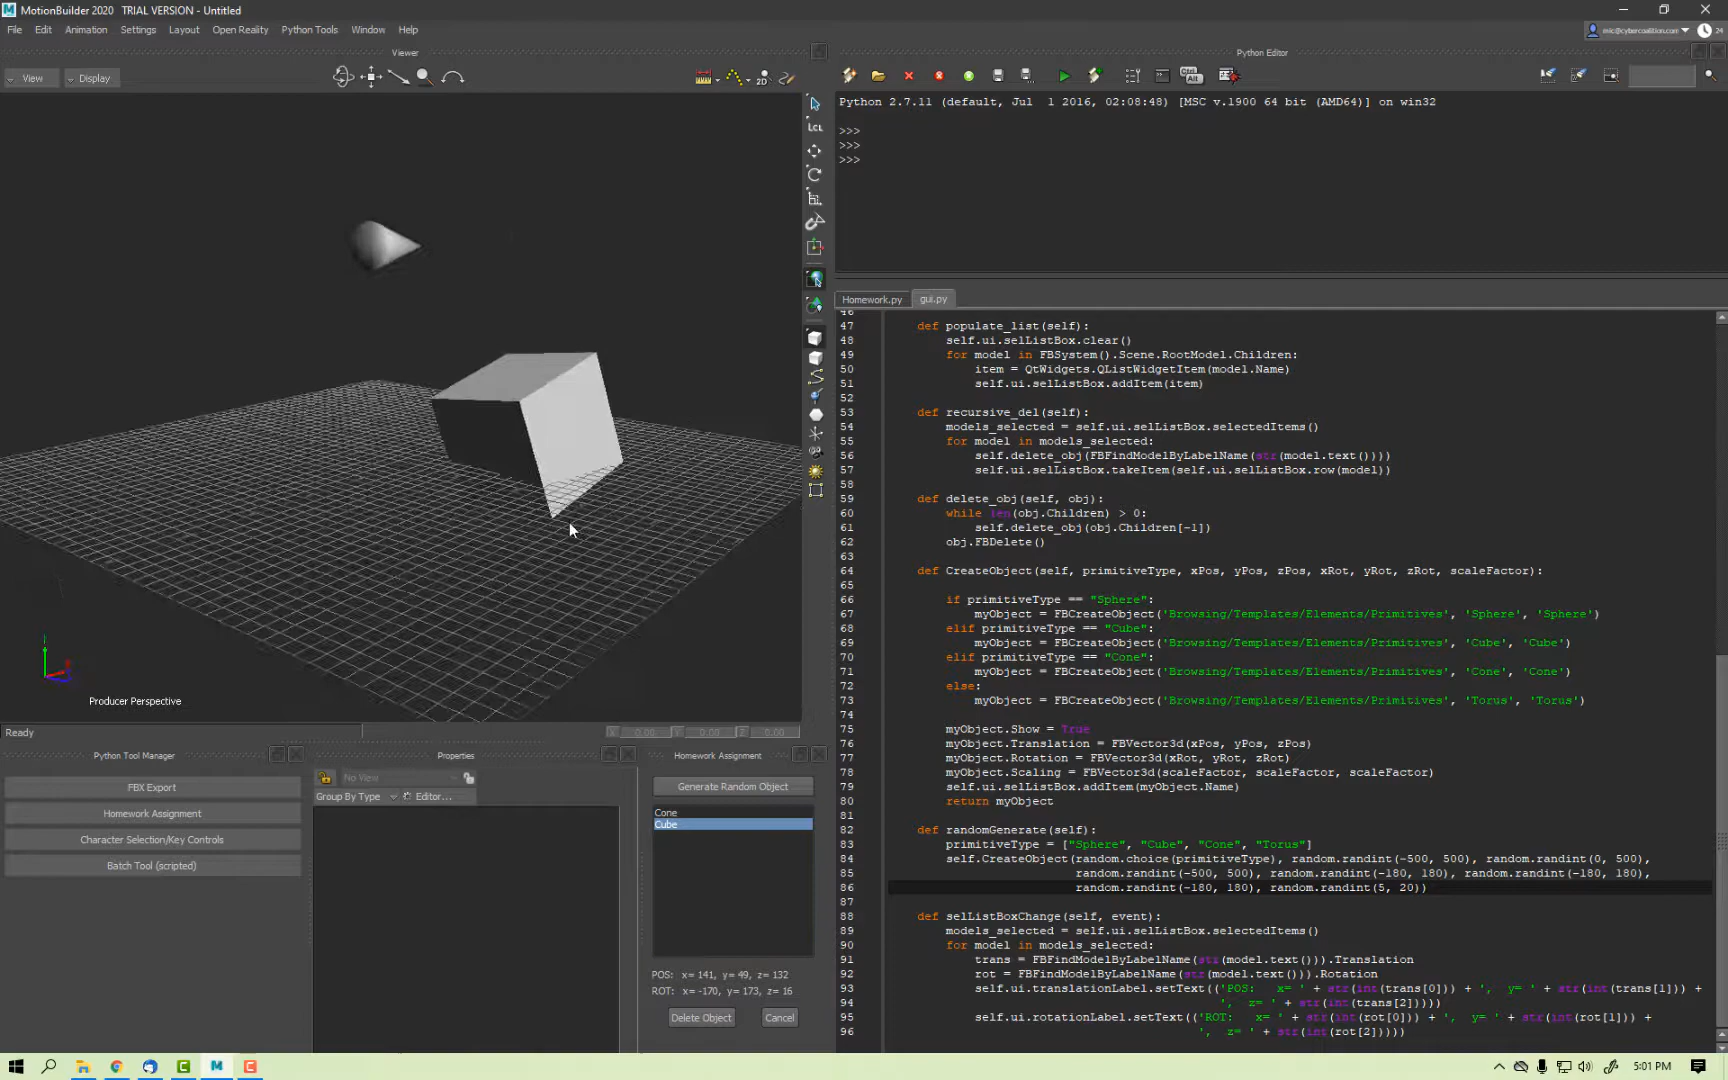 MotionBuilder 2020   TRIAL VERSION - Untitled
File Edit Animation Settings Layout Open Reality Python Tools Window Help
mic@cybercoalition.com 24
Viewer
Python Editor
View Display
2D
Ctrl
Alt
LCL
Python 2.7.11 (default, Jul  1 2016, 02:08:48) [MSC v.1900 64 bit (AMD64)] on win32
>>>
>>>
>>>
Homework.py gui.py
46
47 def populate_list(self):
48 self.ui.selListBox.clear()
49 for model in FBSystem().Scene.RootModel.Children:
50 item = QtWidgets.QListWidgetItem(model.Name)
51 self.ui.selListBox.addItem(item)
52
53 def recursive_del(self):
54 models_selected = self.ui.selListBox.selectedItems()
55 for model in models_selected:
56 self.delete_obj(FBFindModelByLabelName(str(model.text())))
57 self.ui.selListBox.takeItem(self.ui.selListBox.row(model))
58
59 def delete_obj(self, obj):
60 while len(obj.Children) > 0:
61 self.delete_obj(obj.Children[-1])
62 obj.FBDelete()
63
64 def CreateObject(self, primitiveType, xPos, yPos, zPos, xRot, yRot, zRot, scaleFactor):
65
66 if primitiveType == "Sphere":
67 myObject = FBCreateObject('Browsing/Templates/Elements/Primitives', 'Sphere', 'Sphere')
68 elif primitiveType == "Cube":
69 myObject = FBCreateObject('Browsing/Templates/Elements/Primitives', 'Cube', 'Cube')
70 elif primitiveType == "Cone":
71 myObject = FBCreateObject('Browsing/Templates/Elements/Primitives', 'Cone', 'Cone')
72 else:
73 myObject = FBCreateObject('Browsing/Templates/Elements/Primitives', 'Torus', 'Torus')
74
75 myObject.Show = True
76 myObject.Translation = FBVector3d(xPos, yPos, zPos)
77 myObject.Rotation = FBVector3d(xRot, yRot, zRot)
78 myObject.Scaling = FBVector3d(scaleFactor, scaleFactor, scaleFactor)
79 self.ui.selListBox.addItem(myObject.Name)
80 return myObject
81
82 def randomGenerate(self):
83 primitiveType = ["Sphere", "Cube", "Cone", "Torus"]
84 self.CreateObject(random.choice(primitiveType), random.randint(-500, 500), random.randint(0, 500),
85 random.randint(-500, 500), random.randint(-180, 180), random.randint(-180, 180),
86 random.randint(-180, 180), random.randint(5, 20))
87
88 def selListBoxChange(self, event):
89 models_selected = self.ui.selListBox.selectedItems()
90 for model in models_selected:
91 trans = FBFindModelByLabelName(str(model.text())).Translation
92 rot = FBFindModelByLabelName(str(model.text())).Rotation
93 self.ui.translationLabel.setText(('POS:   x= ' + str(int(trans[0])) + ',  y= ' + str(int(trans[1])) +
94 ',  z= ' + str(int(trans[2]))))
95 self.ui.rotationLabel.setText(('ROT:   x= ' + str(int(rot[0])) + ',  y= ' + str(int(rot[1])) +
96 ',  z= ' + str(int(rot[2]))))
Producer Perspective
Ready
X 0.00 Y 0.00 Z 0.00
Python Tool Manager
FBX Export
Homework Assignment
Character Selection/Key Controls
Batch Tool (scripted)
Properties
No View
Group By Type Editor...
Homework Assignment
Generate Random Object
Cone
Cube
POS:   x= 141, y= 49, z= 132
ROT:   x= -170, y= 173, z= 16
Delete Object Cancel
5:01 PM